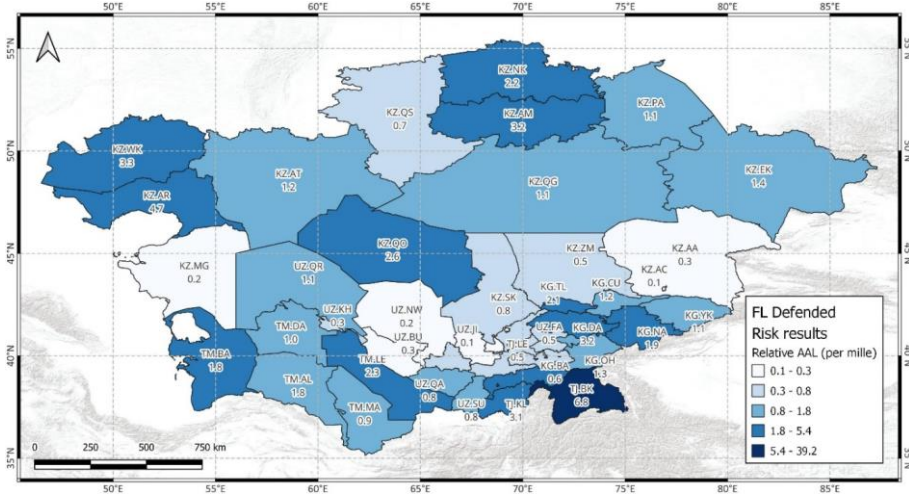 50°E 55°E 60°E 65°E 70°E 75°E 80°E 85°E
55°N
50°N
45°N
40°N
35°N
KZ.NK
2.2
KZ.QS
0.7
KZ.AM
3.2
KZ.PA
1.1
KZ.WK
3.3
KZ.AT
1.2
KZ.AR
4.7
KZ.QG
1.1
KZ.EK
1.4
KZ.QO
2.6
KZ.ZM
0.5
KZ.AA
0.3
KZ.MG
0.2
UZ.QR
1.1
KZ.AC
0.1
KG.CU
1.2
KG.TL
2.1
KZ.SK
0.8
UZ.KH
0.3
UZ.NW
0.2
TM.DA
1.0
UZ.BU
0.3
UZ.JI
0.1
UZ.FA
0.5
KG.DA
3.2
KG.NA
1.9
KG.YK
1.1
TJ.LE
0.5
TM.BA
1.8
TM.LE
2.3
KG.BA
0.6
KG.OH
1.3
TM.AL
1.8
TM.MA
0.9
UZ.QA
0.8
UZ.SU
0.8
TJ.KL
3.1
TJ.BK
6.8
FL Defended
Risk results
Relative AAL (per mille)
0.1 - 0.3
0.3 - 0.8
0.8 - 1.8
1.8 - 5.4
5.4 - 39.2
0 250 500 750 km
50°E 55°E 60°E 65°E 70°E 75°E 80°E 85°E